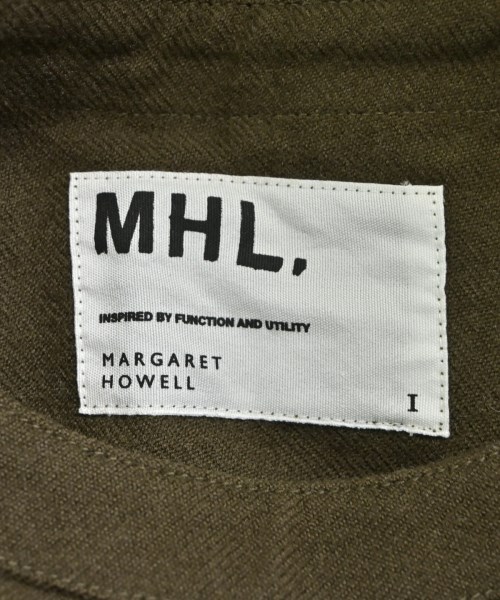 MHL.
INSPIRED BY FUNCTION AND UTILITY
MARGARET
HOWELL
I